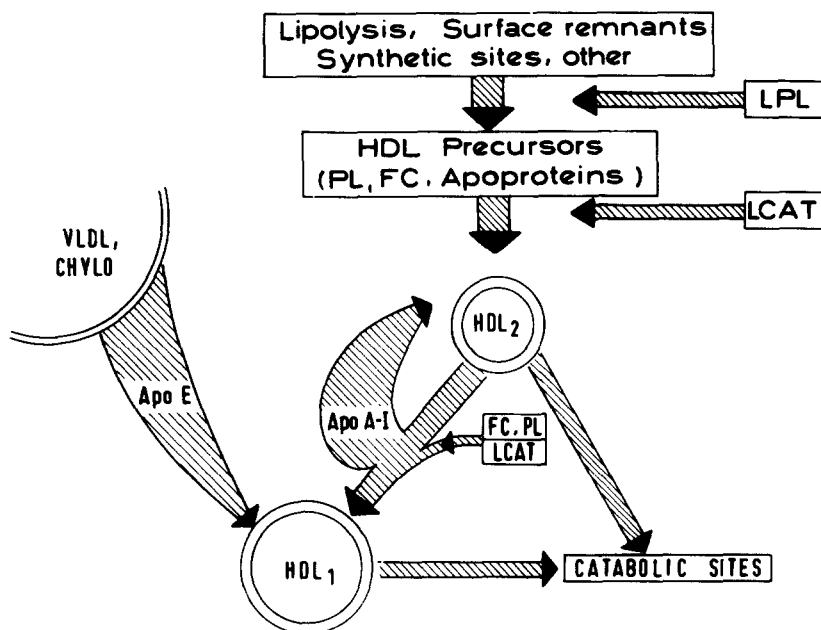 Lipolysis, Surface remnants
Synthetic sites, other
LPL
HDL Precursors
(PL, FC, Apoproteins)
LCAT
VLDL,
CHYLO
HDL2
Apo E
Apo A-I
FC, PL
LCAT
HDL1
CATABOLIC SITES